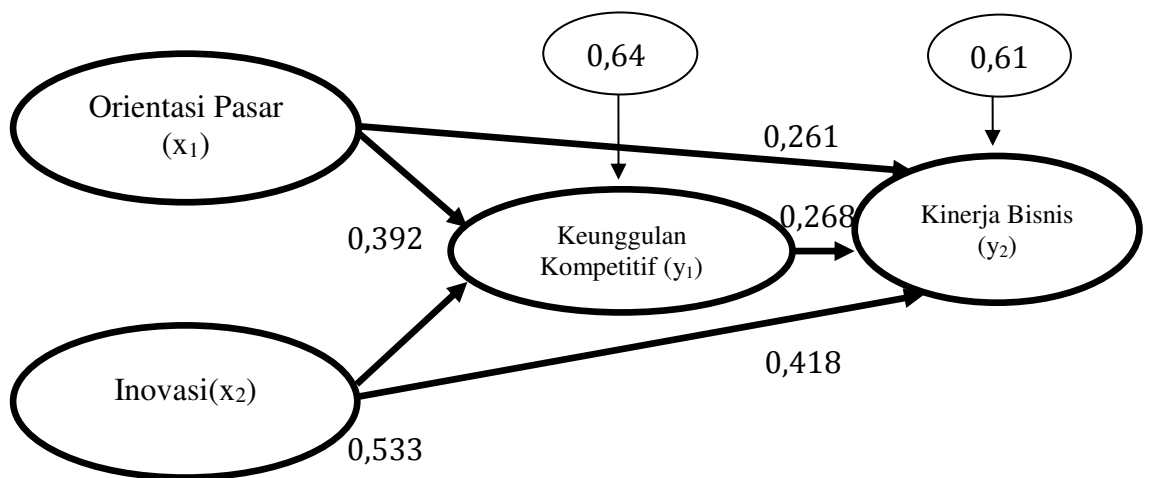 0,64
0,61
Orientasi Pasar
(x₁)
0,261
0,392
Keunggulan
Kompetitif (y₁)
0,268
Kinerja Bisnis
(y₂)
Inovasi(x₂)
0,418
0,533